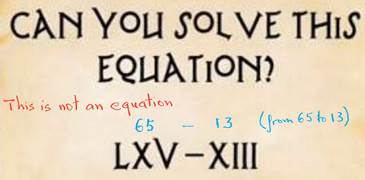 CAN YOU SOLVE THIS
EQUATION?
This is not an equation
65 – 13 (from 65 to 13)
LXV–XIII